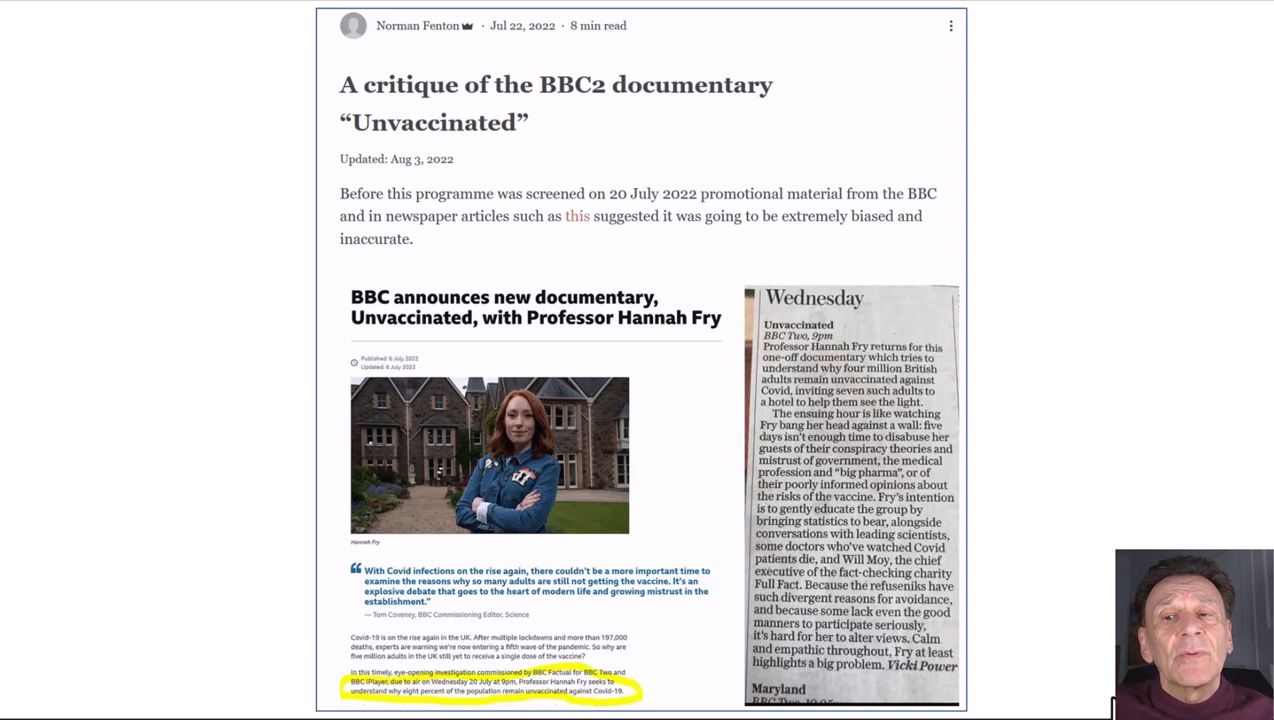 Norman Fenton · Jul 22, 2022 · 8 min read
A critique of the BBC2 documentary
“Unvaccinated”
Updated: Aug 3, 2022
Before this programme was screened on 20 July 2022 promotional material from the BBC
and in newspaper articles such as this suggested it was going to be extremely biased and
inaccurate.
BBC announces new documentary,
Unvaccinated, with Professor Hannah Fry
Published: 6 July 2022
Updated: 6 July 2022
Hannah Fry
“ With Covid infections on the rise again, there couldn't be a more important time to
examine the reasons why so many adults are still not getting the vaccine. It's an
explosive debate that goes to the heart of modern life and growing mistrust in the
establishment.”
— Tom Coveney, BBC Commissioning Editor, Science
Covid-19 is on the rise again in the UK. After multiple lockdowns and more than 197,000
deaths, experts are warning we're now entering a fifth wave of the pandemic. So why are
five million adults in the UK still yet to receive a single dose of the vaccine?
In this timely, eye-opening investigation commissioned by BBC Factual for BBC Two and
BBC iPlayer, due to air on Wednesday 20 July at 9pm, Professor Hannah Fry seeks to
understand why eight percent of the population remain unvaccinated against Covid-19.
Wednesday
Unvaccinated
BBC Two, 9pm
Professor Hannah Fry returns for this
one-off documentary which tries to
understand why four million British
adults remain unvaccinated against
Covid, inviting seven such adults to
a hotel to help them see the light.
The ensuing hour is like watching
Fry bang her head against a wall: five
days isn't enough time to disabuse her
guests of their conspiracy theories and
mistrust of government, the medical
profession and “big pharma”, or of
their poorly informed opinions about
the risks of the vaccine. Fry's intention
is to gently educate the group by
bringing statistics to bear, alongside
conversations with leading scientists,
some doctors who've watched Covid
patients die, and Will Moy, the chief
executive of the fact-checking charity
Full Fact. Because the refuseniks have
such divergent reasons for avoidance,
and because some lack even the good
manners to participate seriously,
it's hard for her to alter views. Calm
and empathic throughout, Fry at least
highlights a big problem. Vicki Power
Maryland
BBC Two,